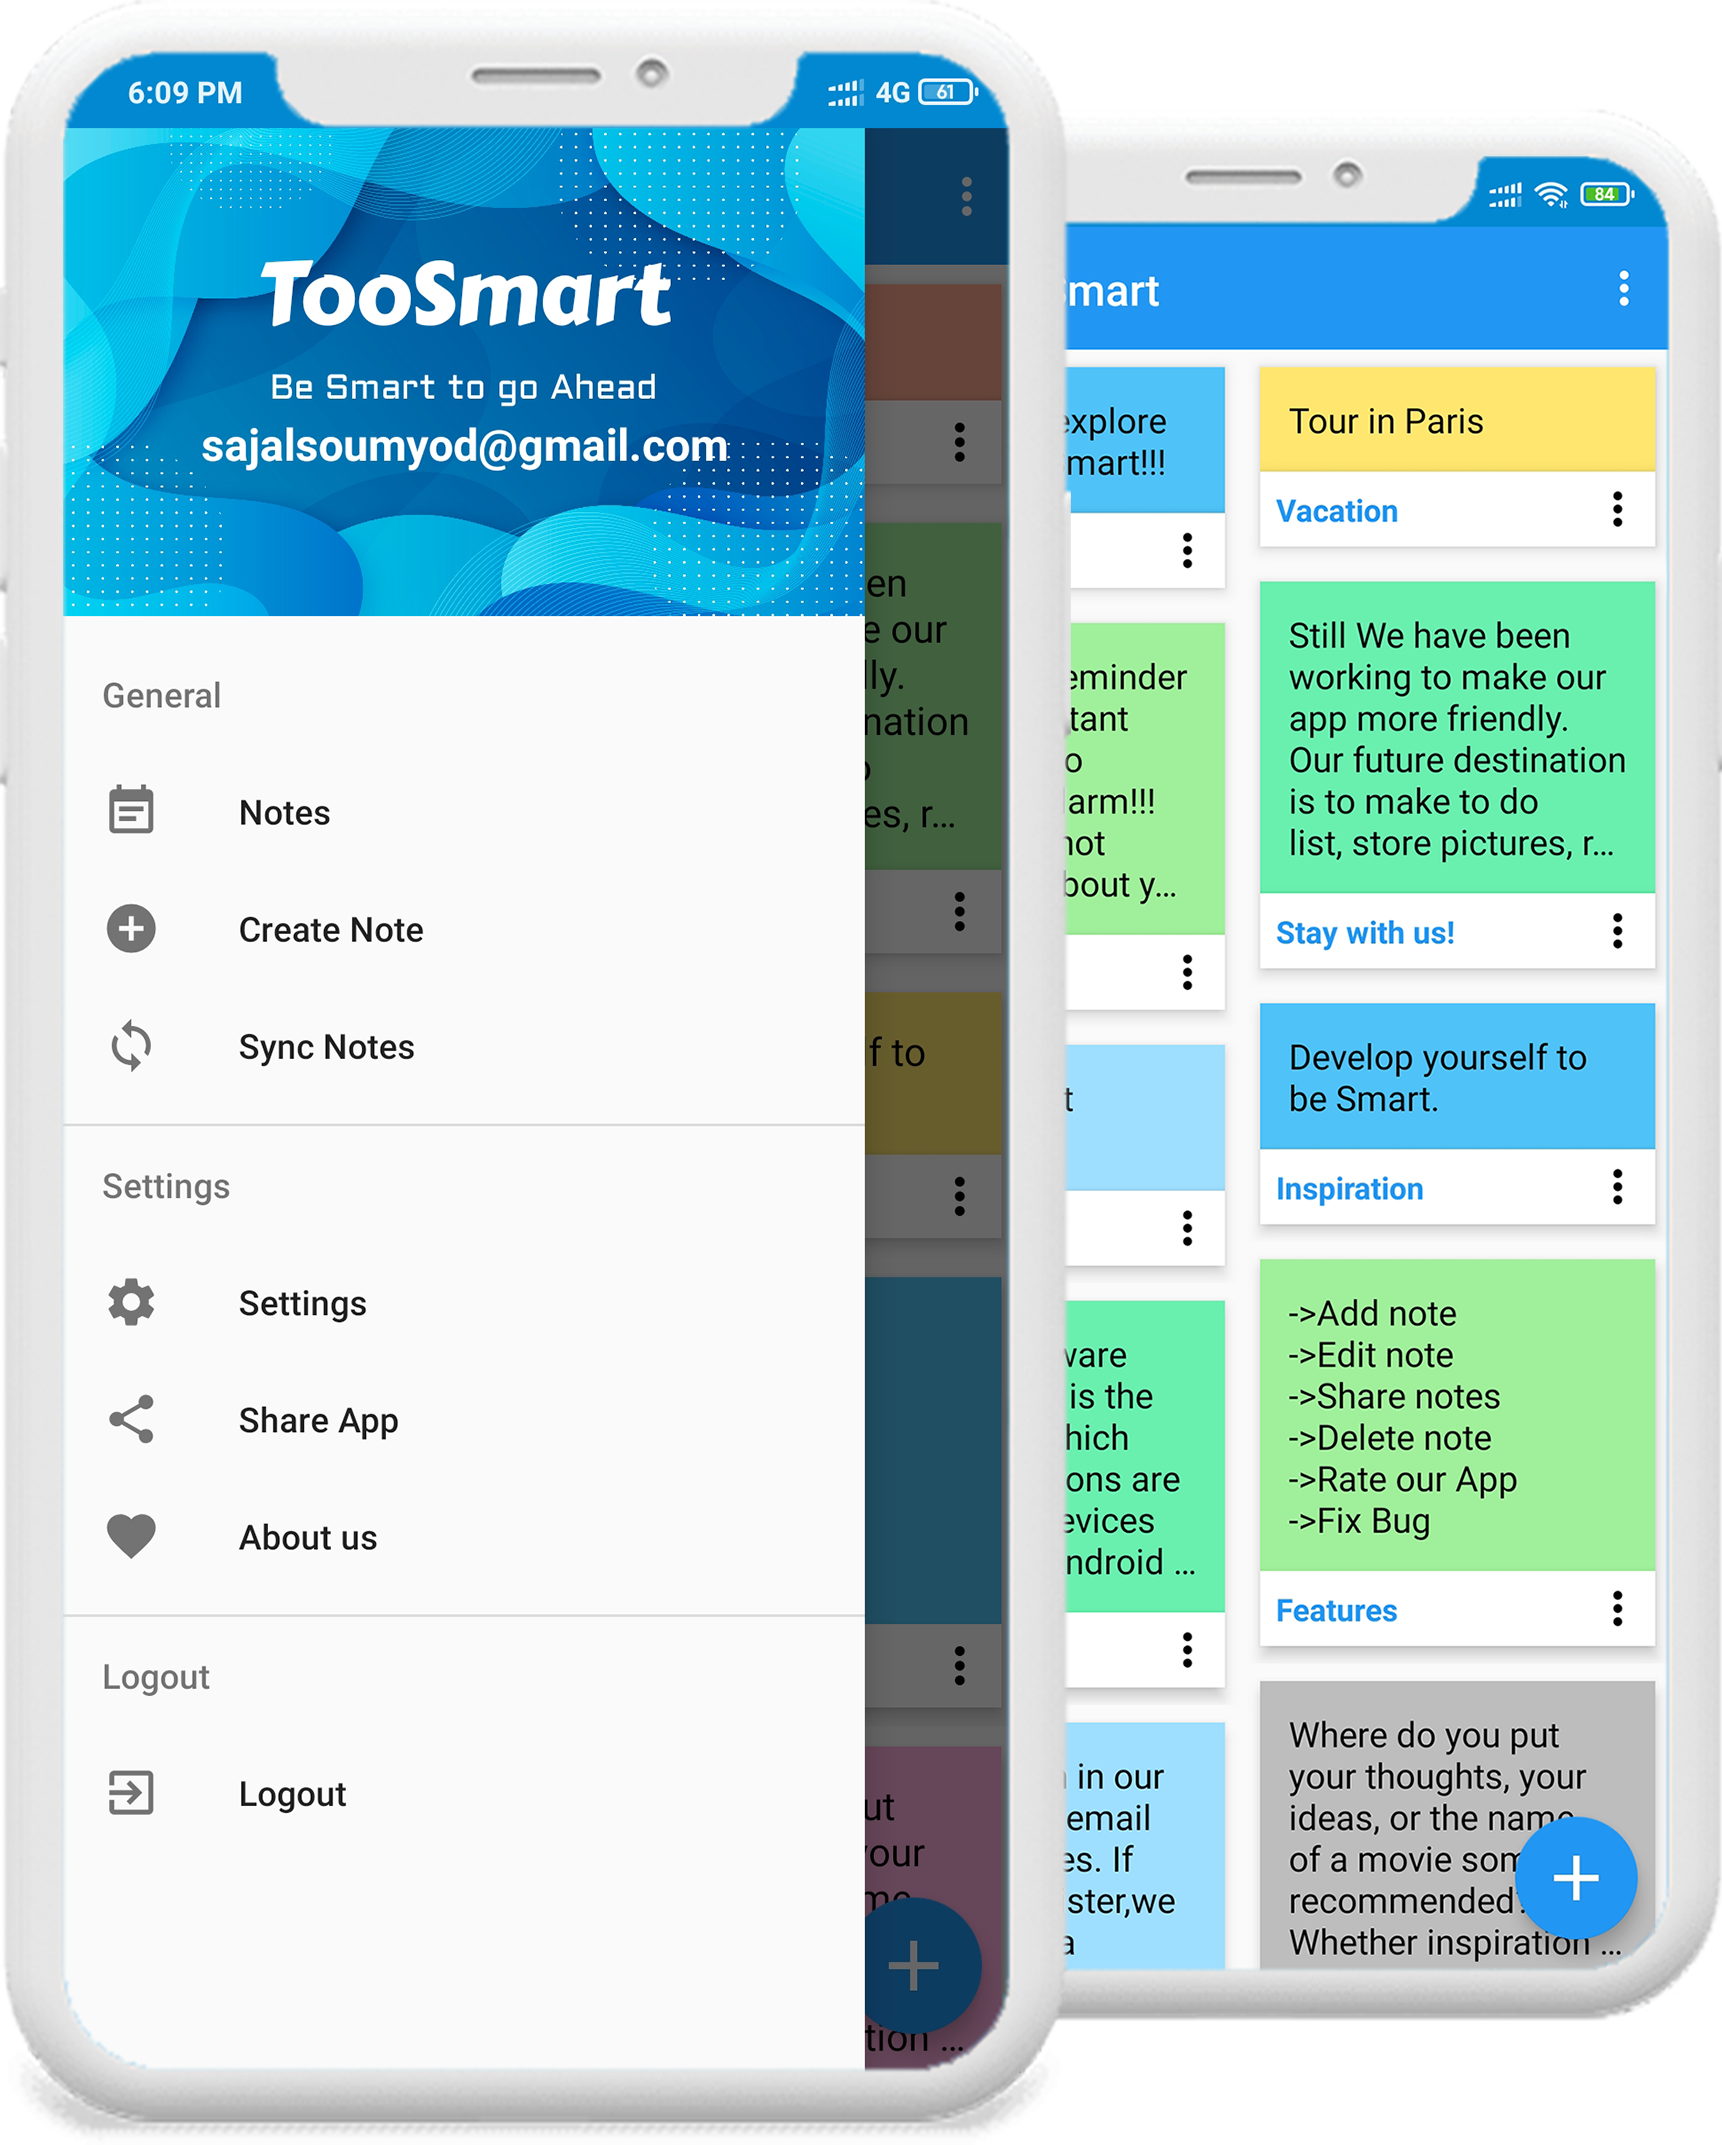 6:09 PM
4G 61
TooSmart
Be Smart to go Ahead
sajalsoumyod@gmail.com
General
Notes
Create Note
Sync Notes
Settings
Settings
Share App
About us
Logout
Logout
en
e our
lly.
nation
es, r...
f to
ut
our
tion ...
84
mart
explore
mart!!!
eminder
tant
o
arm!!!
not
bout y...
t
ware
is the
hich
ons are
evices
ndroid ...
in our
email
es. If
ster,we
a
Tour in Paris
Vacation
Still We have been
working to make our
app more friendly.
Our future destination
is to make to do
list, store pictures, r...
Stay with us!
Develop yourself to
be Smart.
Inspiration
->Add note
->Edit note
->Share notes
->Delete note
->Rate our App
->Fix Bug
Features
Where do you put
your thoughts, your
ideas, or the name
of a movie som
recommended?
Whether inspiration ...